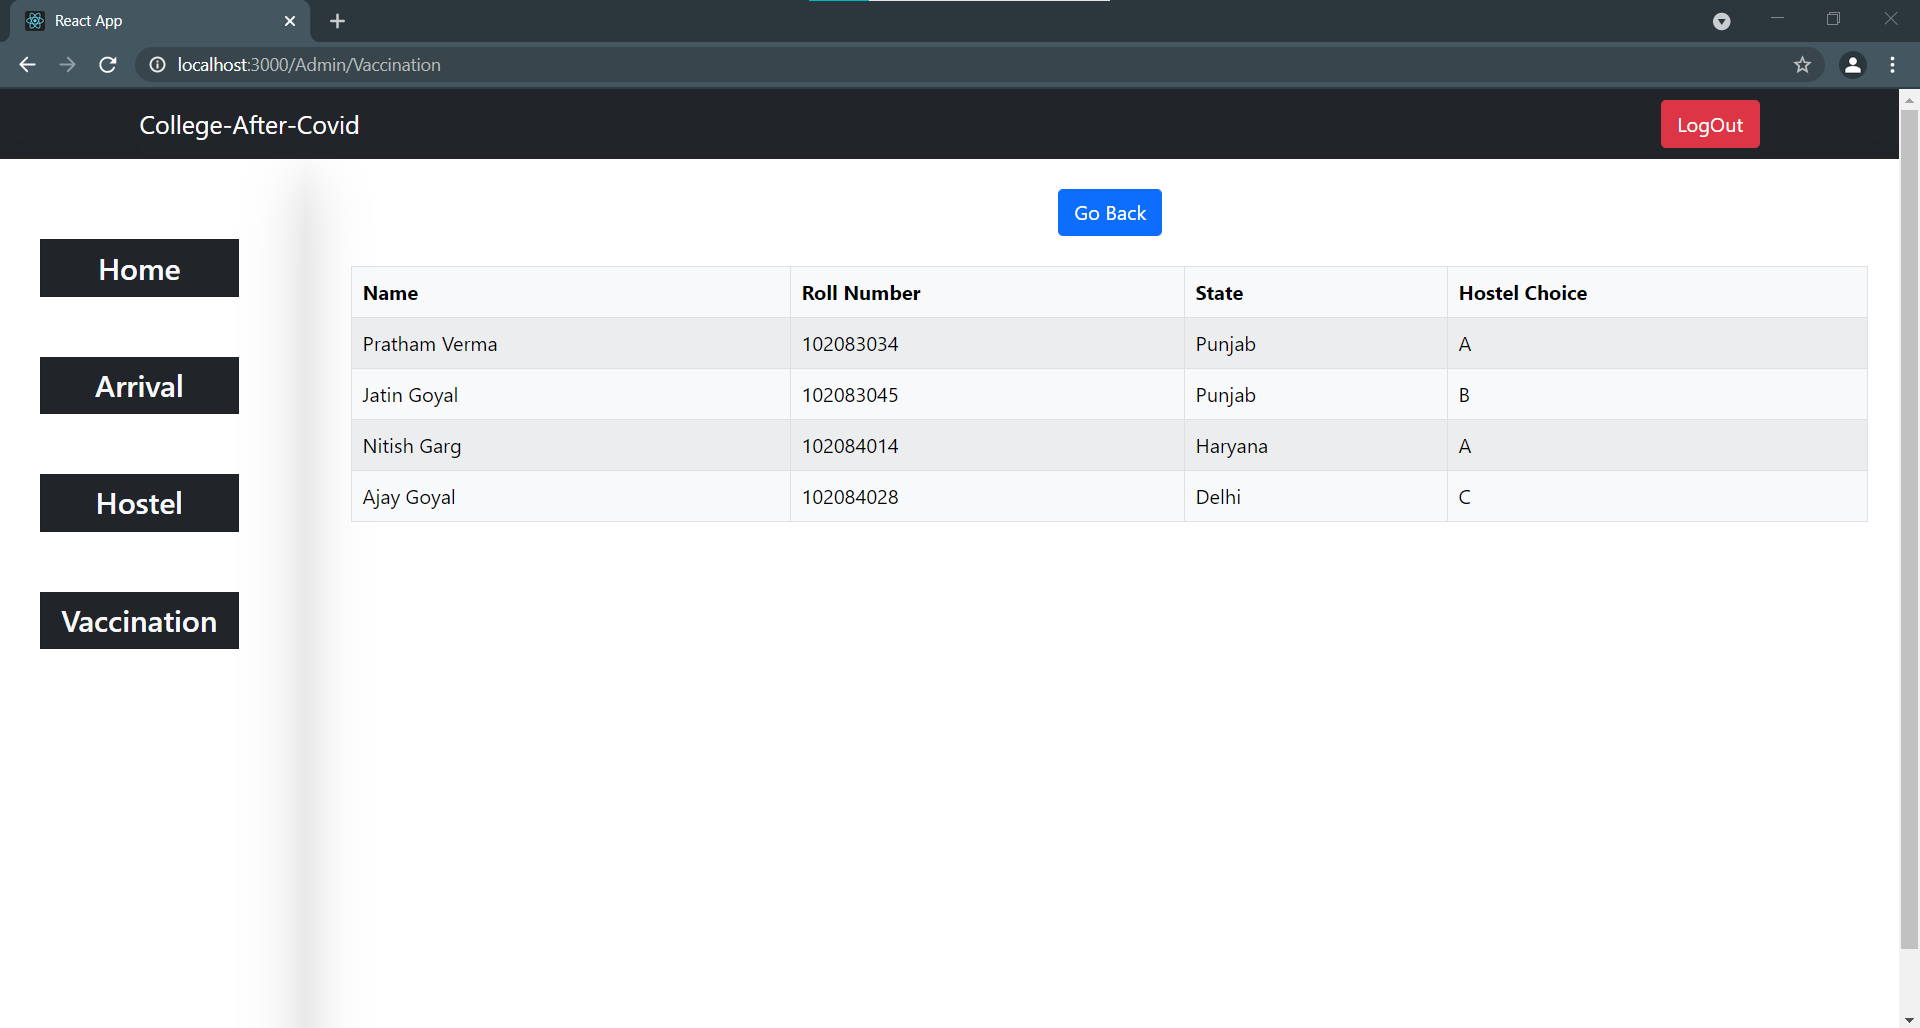 React App
localhost:3000/Admin/Vaccination
College-After-Covid
LogOut
Go Back
Home
Arrival
Hostel
Vaccination
Name Roll Number State Hostel Choice
Pratham Verma 102083034 Punjab A
Jatin Goyal 102083045 Punjab B
Nitish Garg 102084014 Haryana A
Ajay Goyal 102084028 Delhi C